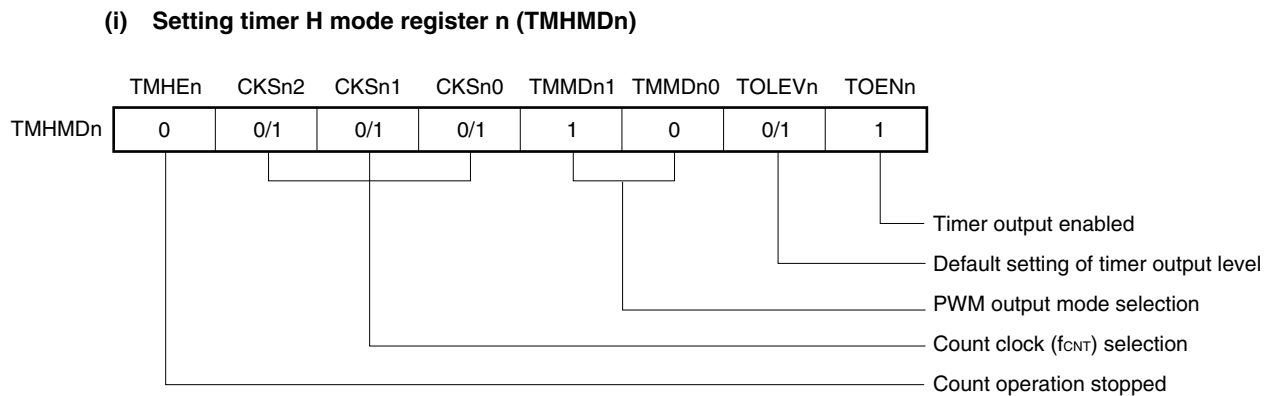 (i) Setting timer H mode register n (TMHMDn)
TMHEn CKSn2 CKSn1 CKSn0 TMMDn1 TMMDn0 TOLEVn TOENn
TMHMDn 0 0/1 0/1 0/1 1 0 0/1 1
Timer output enabled
Default setting of timer output level
PWM output mode selection
Count clock (fCNT) selection
Count operation stopped